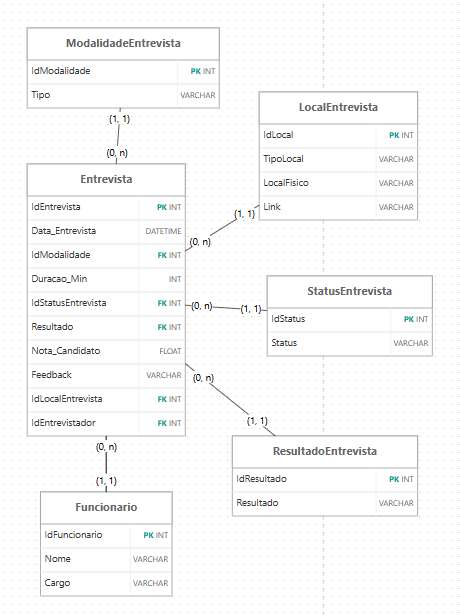 ModalidadeEntrevista
IdModalidade PK INT
Tipo VARCHAR
(1, 1)
(0, n)
Entrevista
IdEntrevista PK INT
Data_Entrevista DATETIME
IdModalidade FK INT
Duracao_Min INT
IdStatusEntrevista FK INT
Resultado FK INT
Nota_Candidato FLOAT
Feedback VARCHAR
IdLocalEntrevista FK INT
IdEntrevistador FK INT
LocalEntrevista
IdLocal PK INT
TipoLocal VARCHAR
LocalFisico VARCHAR
Link VARCHAR
(1, 1)
(0, n)
StatusEntrevista
IdStatus PK INT
Status VARCHAR
(0, n)
(1, 1)
(0, n)
(1, 1)
ResultadoEntrevista
IdResultado PK INT
Resultado VARCHAR
(0, n)
(1, 1)
Funcionario
IdFuncionario PK INT
Nome VARCHAR
Cargo VARCHAR